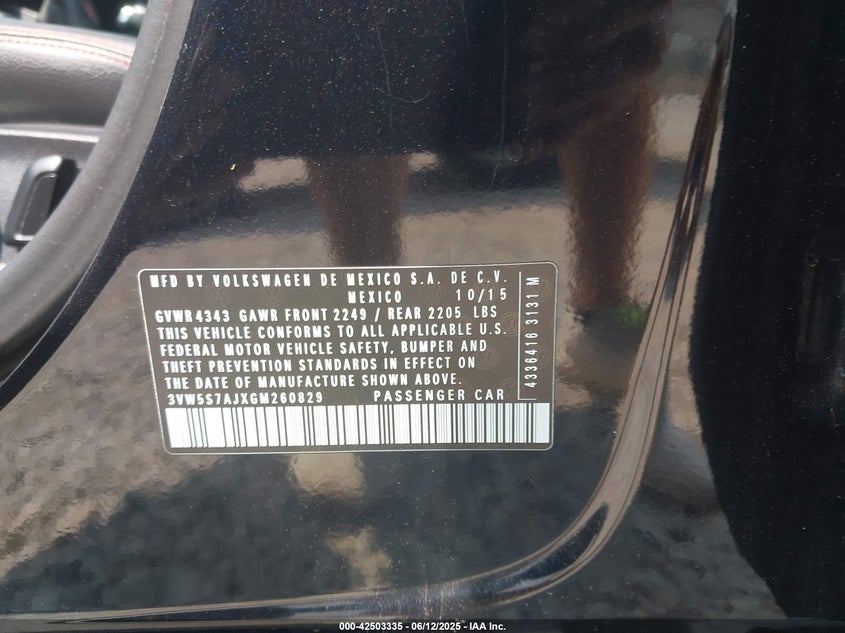 MFD BY VOLKSWAGEN DE MEXICO S.A. DE C.V.
MEXICO 10/15
GVWR 4343 GAWR FRONT 2249 / REAR 2205 LBS
THIS VEHICLE CONFORMS TO ALL APPLICABLE U.S.
FEDERAL MOTOR VEHICLE SAFETY, BUMPER AND
THEFT PREVENTION STANDARDS IN EFFECT ON
THE DATE OF MANUFACTURE SHOWN ABOVE.
3VW5S7AJXGM260829 PASSENGER CAR
4336416 3131 M
000-42503335 - 06/12/2025 - IAA Inc.